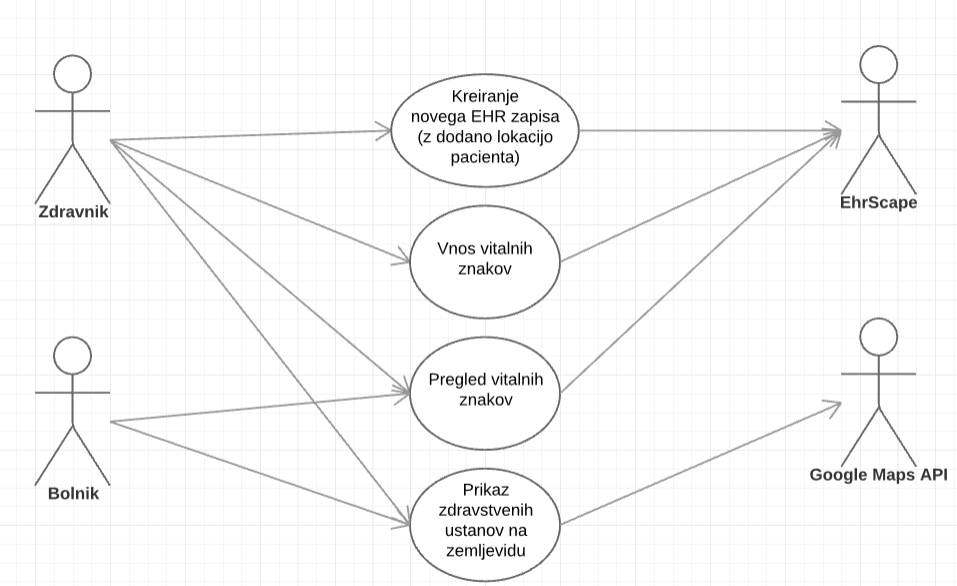 Kreiranje
novega EHR zapisa
(z dodano lokacijo
pacienta)
Zdravnik
EhrScape
Vnos vitalnih
znakov
Pregled vitalnih
znakov
Bolnik
Google Maps API
Prikaz
zdravstvenih
ustanov na
zemljevidu